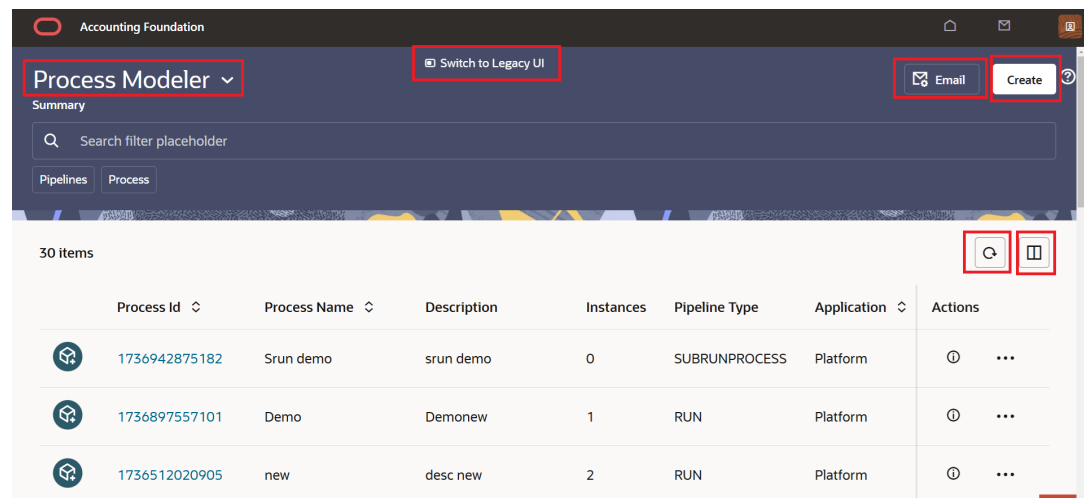 Accounting Foundation
Switch to Legacy UI
Process Modeler
Email
Create
Summary
Search filter placeholder
Pipelines Process
30 items
Process Id Process Name Description Instances Pipeline Type Application Actions
1736942875182 Srun demo srun demo 0 SUBRUNPROCESS Platform
1736897557101 Demo Demonew 1 RUN Platform
1736512020905 new desc new 2 RUN Platform